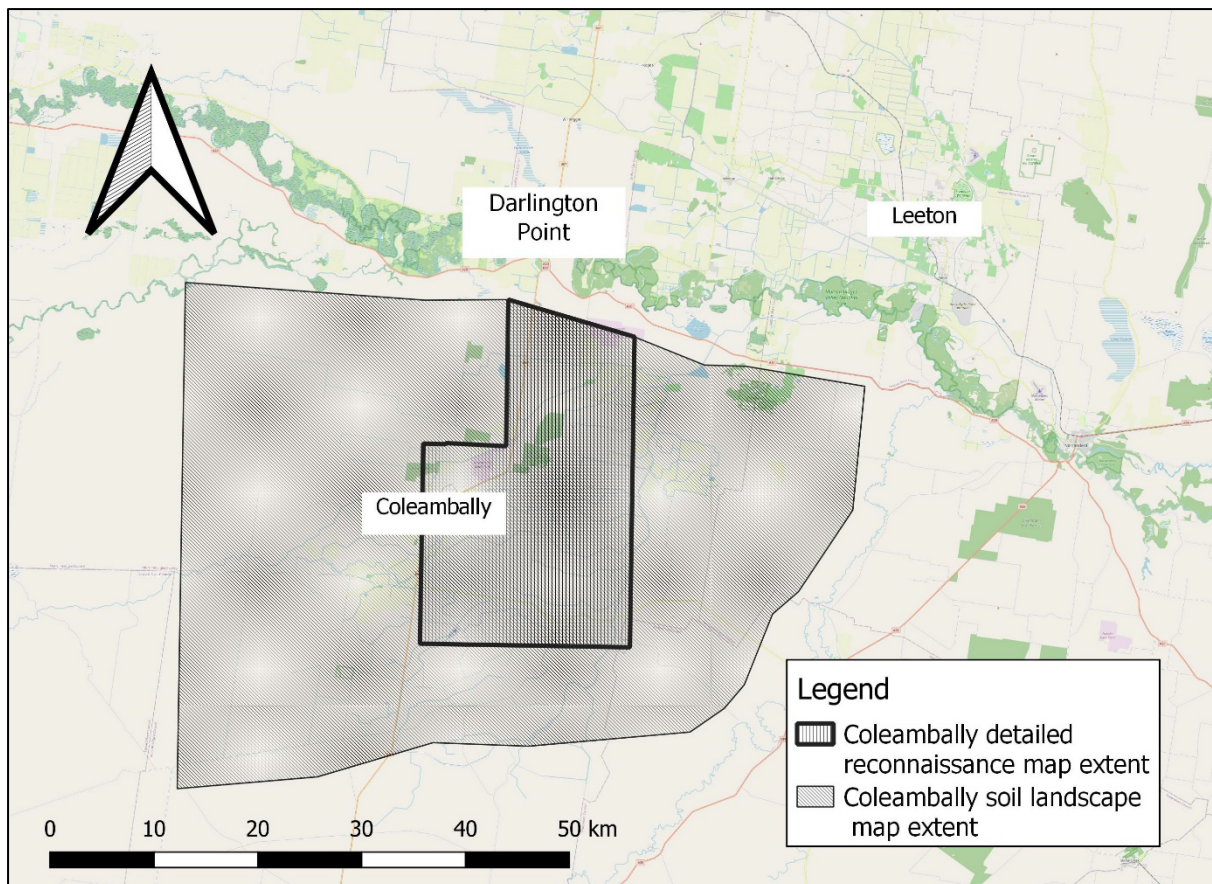 Darlington
Point
Leeton
Coleambally
Legend
Coleambally detailed
reconnaissance map extent
Coleambally soil landscape
map extent
0 10 20 30 40 50 km